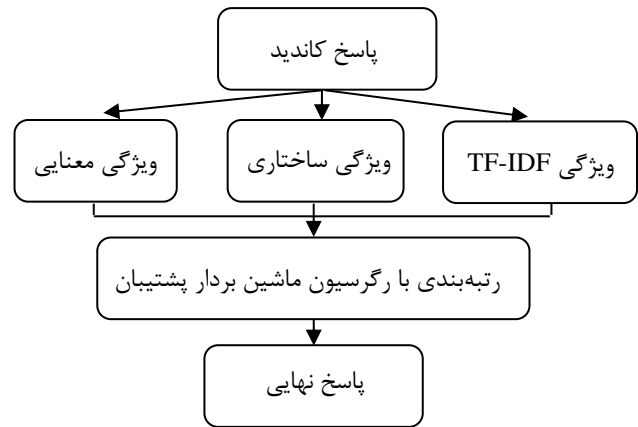 پاسخ کاندید
ویژگی TF-IDF
ویژگی ساختاری
ویژگی معنایی
رتبه‌بندی با رگرسیون ماشین بردار پشتیبان
پاسخ نهایی